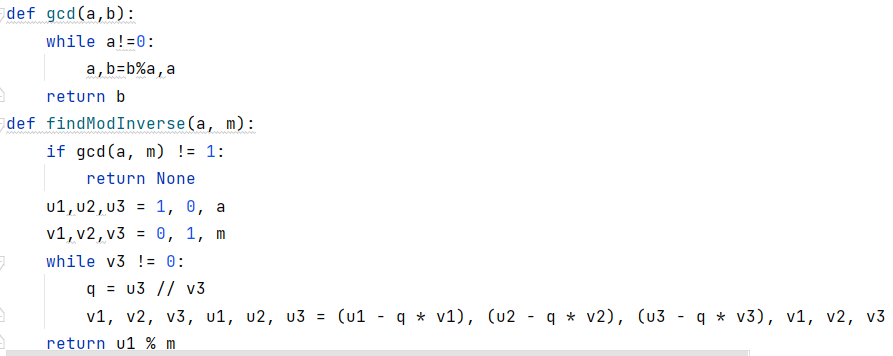 def gcd(a,b):
    while a!=0:
        a,b=b%a,a
    return b
def findModInverse(a, m):
    if gcd(a, m) != 1:
        return None
    u1,u2,u3 = 1, 0, a
    v1,v2,v3 = 0, 1, m
    while v3 != 0:
        q = u3 // v3
        v1, v2, v3, u1, u2, u3 = (u1 - q * v1), (u2 - q * v2), (u3 - q * v3), v1, v2, v3
    return u1 % m